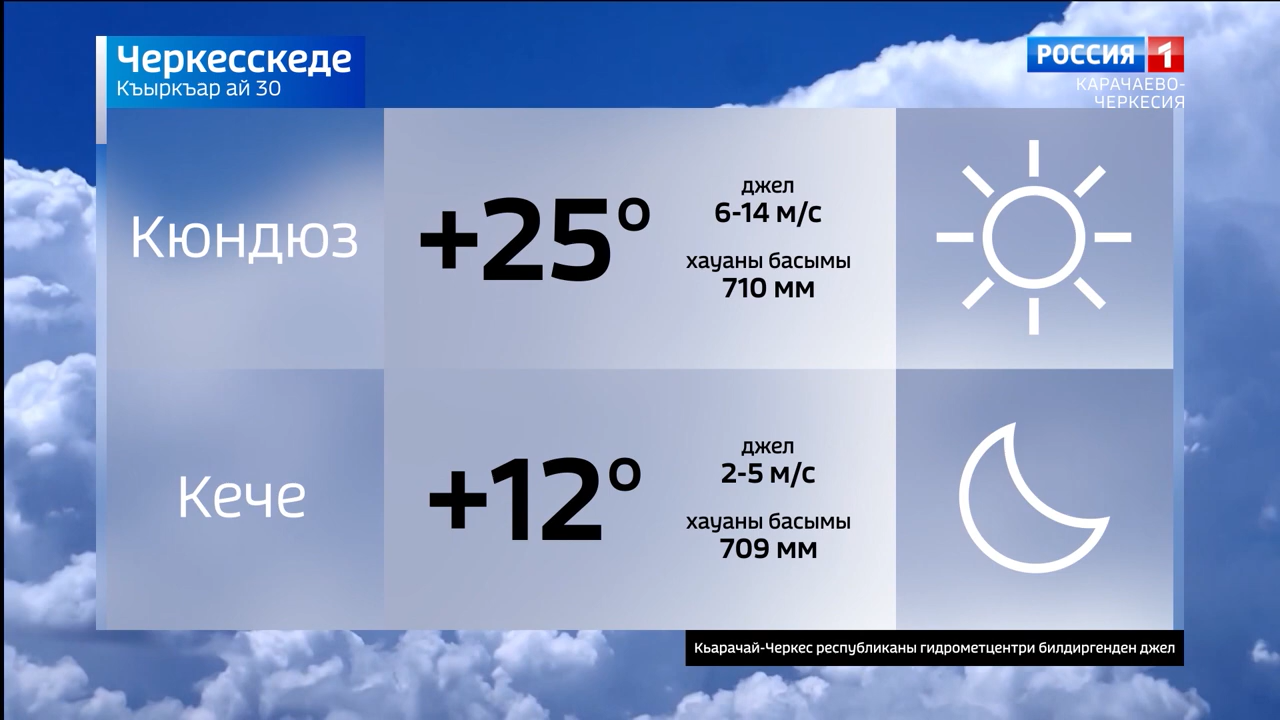 Черкесскеде
Къыркъар ай 30
РОССИЯ 1
КАРАЧАЕВО-
ЧЕРКЕСИЯ
Кюндюз
+25°
джел
6-14 м/с
хауаны басымы
710 мм
Кече
+12°
джел
2-5 м/с
хауаны басымы
709 мм
Къарачай-Черкес республиканы гидрометцентри билдиргенден джел